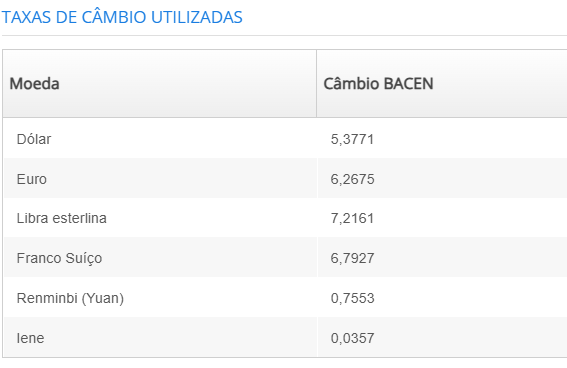 TAXAS DE CÂMBIO UTILIZADAS
Moeda Câmbio BACEN
Dólar 5,3771
Euro 6,2675
Libra esterlina 7,2161
Franco Suíço 6,7927
Renminbi (Yuan) 0,7553
Iene 0,0357